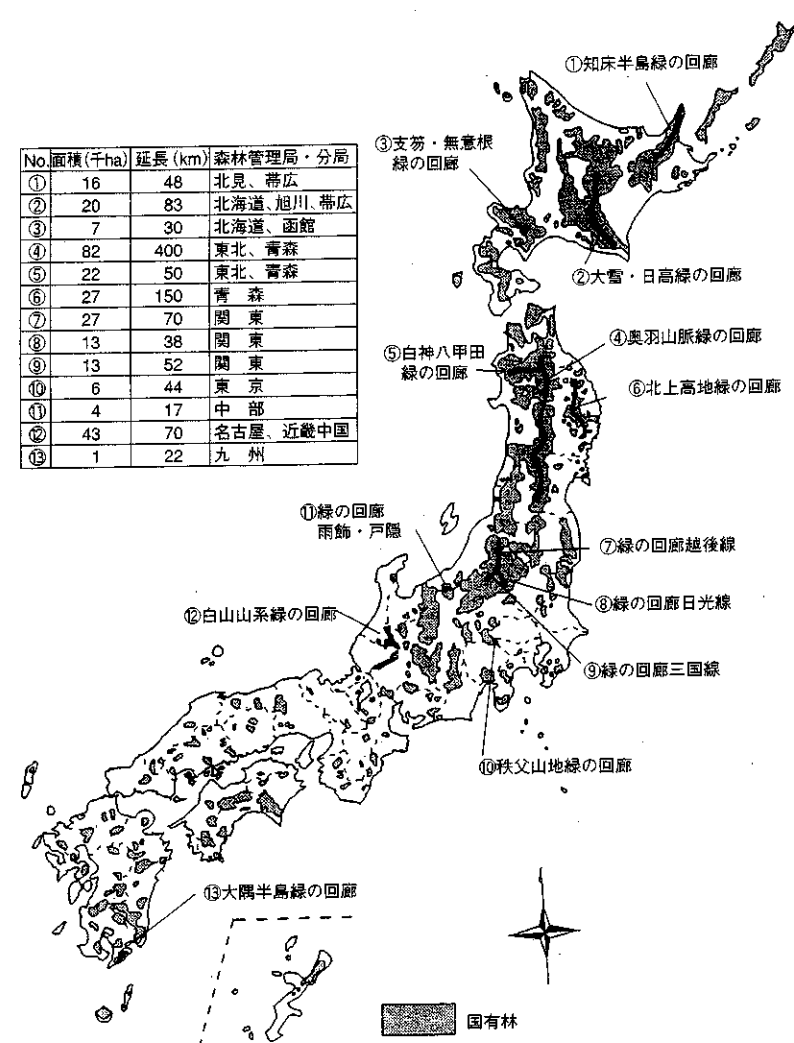 ①知床半島緑の回廊
③支笏・無意根
緑の回廊
No. 面積(千ha) 延長(km) 森林管理局・分局
① 16 48 北見、帯広
② 20 83 北海道、旭川、帯広
③ 7 30 北海道、函館
④ 82 400 東北、青森
⑤ 22 50 東北、青森
⑥ 27 150 青 森
⑦ 27 70 関 東
⑧ 13 38 関 東
⑨ 13 52 関 東
⑩ 6 44 東 京
⑪ 4 17 中 部
⑫ 43 70 名古屋、近畿中国
⑬ 1 22 九 州
②大雪・日高緑の回廊
④奥羽山脈緑の回廊
⑤白神八甲田
緑の回廊
⑥北上高地緑の回廊
⑪緑の回廊
雨飾・戸隠
⑦緑の回廊越後線
⑧緑の回廊日光線
⑫白山山系緑の回廊
⑨緑の回廊三国線
⑩秩父山地緑の回廊
⑬大隅半島緑の回廊
国有林